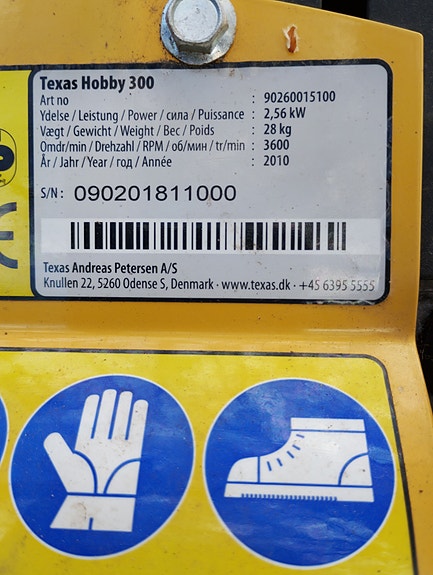 Texas Hobby 300
Art no : 90260015100
Ydelse / Leistung / Power / сила / Puissance : 2,56 kW
Vægt / Gewicht / Weight / Вес / Poids : 28 kg
Omdr/min / Drehzahl / RPM / об/мин / tr/min : 3600
År / Jahr / Year / год / Année : 2010
S/N : 090201811000
Texas Andreas Petersen A/S
Knullen 22, 5260 Odense S, Denmark · www.texas.dk · +45 6395 5555
CE